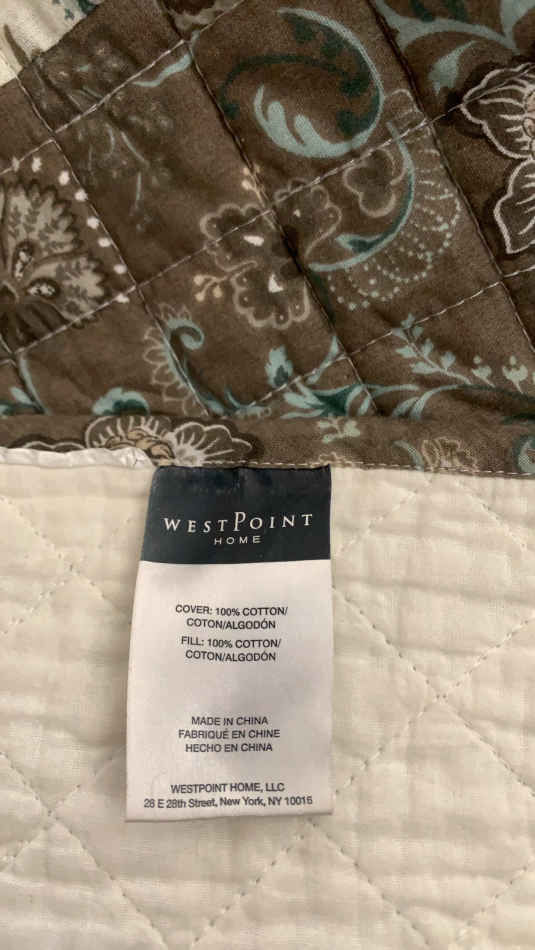 WESTPOINT
HOME
COVER: 100% COTTON/
COTON/ALGODÓN
FILL: 100% COTTON/
COTON/ALGODÓN
MADE IN CHINA
FABRIQUÉ EN CHINE
HECHO EN CHINA
WESTPOINT HOME, LLC
28 E 28th Street, New York, NY 10016